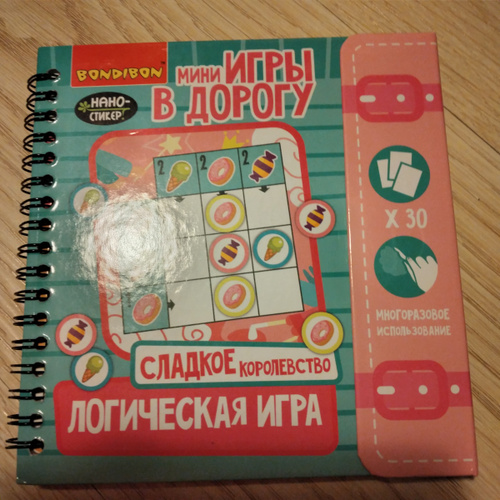 BONDIBON
НАНО-
СТИКЕР!
МИНИ ИГРЫ
В ДОРОГУ
2 2 2
X 30
МНОГОРАЗОВОЕ
ИСПОЛЬЗОВАНИЕ
СЛАДКОЕ КОРОЛЕВСТВО
ЛОГИЧЕСКАЯ ИГРА